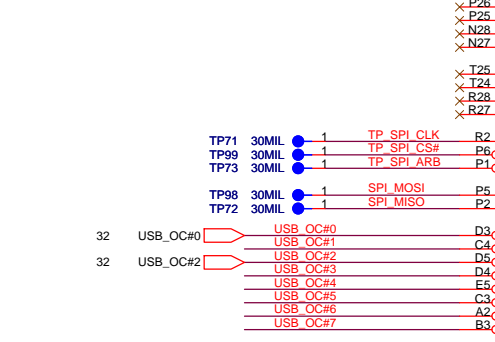 P26
P25
N28
N27
T25
T24
R28
R27
TP71 30MIL 1 TP_SPI_CLK R2
TP99 30MIL 1 TP_SPI_CS# P6
TP73 30MIL 1 TP_SPI_ARB P1
TP98 30MIL 1 SPI_MOSI P5
TP72 30MIL 1 SPI_MISO P2
32 USB_OC#0 USB_OC#0 D3
USB_OC#1 C4
32 USB_OC#2 USB_OC#2 D5
USB_OC#3 D4
USB_OC#4 E5
USB_OC#5 C3
USB_OC#6 A2
USB_OC#7 B3